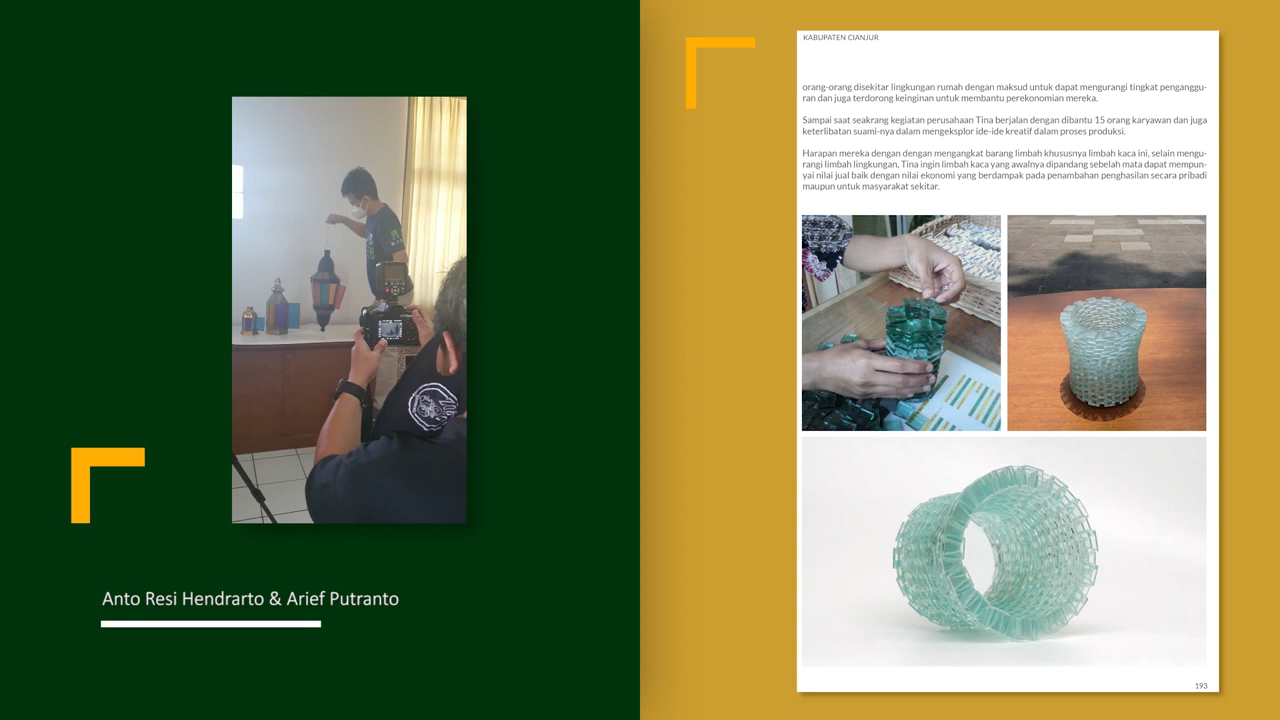 Anto Resi Hendrarto & Arief Putranto
KABUPATEN CIANJUR
orang-orang disekitar lingkungan rumah dengan maksud untuk dapat mengurangi tingkat penganggu-
ran dan juga terdorong keinginan untuk membantu perekonomian mereka.
Sampai saat seakrang kegiatan perusahaan Tina berjalan dengan dibantu 15 orang karyawan dan juga
keterlibatan suami-nya dalam mengeksplor ide-ide kreatif dalam proses produksi.
Harapan mereka dengan dengan mengangkat barang limbah khususnya limbah kaca ini, selain mengu-
rangi limbah lingkungan, Tina ingin limbah kaca yang awalnya dipandang sebelah mata dapat mempun-
yai nilai jual baik dengan nilai ekonomi yang berdampak pada penambahan penghasilan secara pribadi
maupun untuk masyarakat sekitar.
193